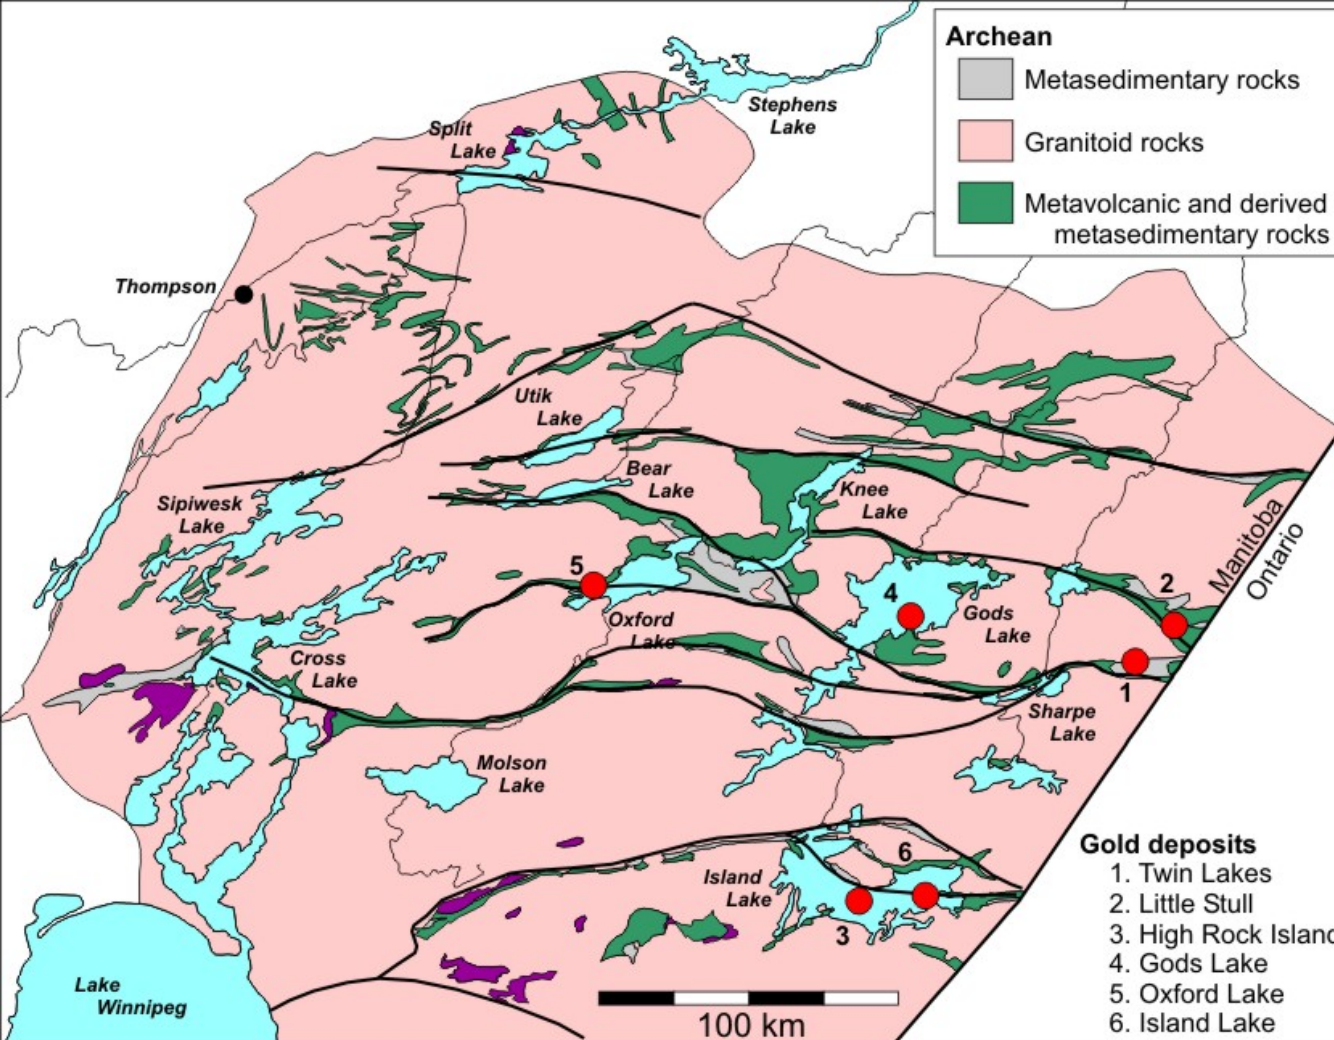 Archean
Metasedimentary rocks
Granitoid rocks
Metavolcanic and derived
metasedimentary rocks
Stephens
Lake
Split
Lake
Thompson
Utik
Lake
Bear
Lake
Knee
Lake
Sipiwesk
Lake
Manitoba
Ontario
5
4
2
Gods
Lake
Oxford
Lake
Cross
Lake
1
Sharpe
Lake
Molson
Lake
6
Island
Lake
3
Lake
Winnipeg
100 km
Gold deposits
1. Twin Lakes
2. Little Stull
3. High Rock Island
4. Gods Lake
5. Oxford Lake
6. Island Lake